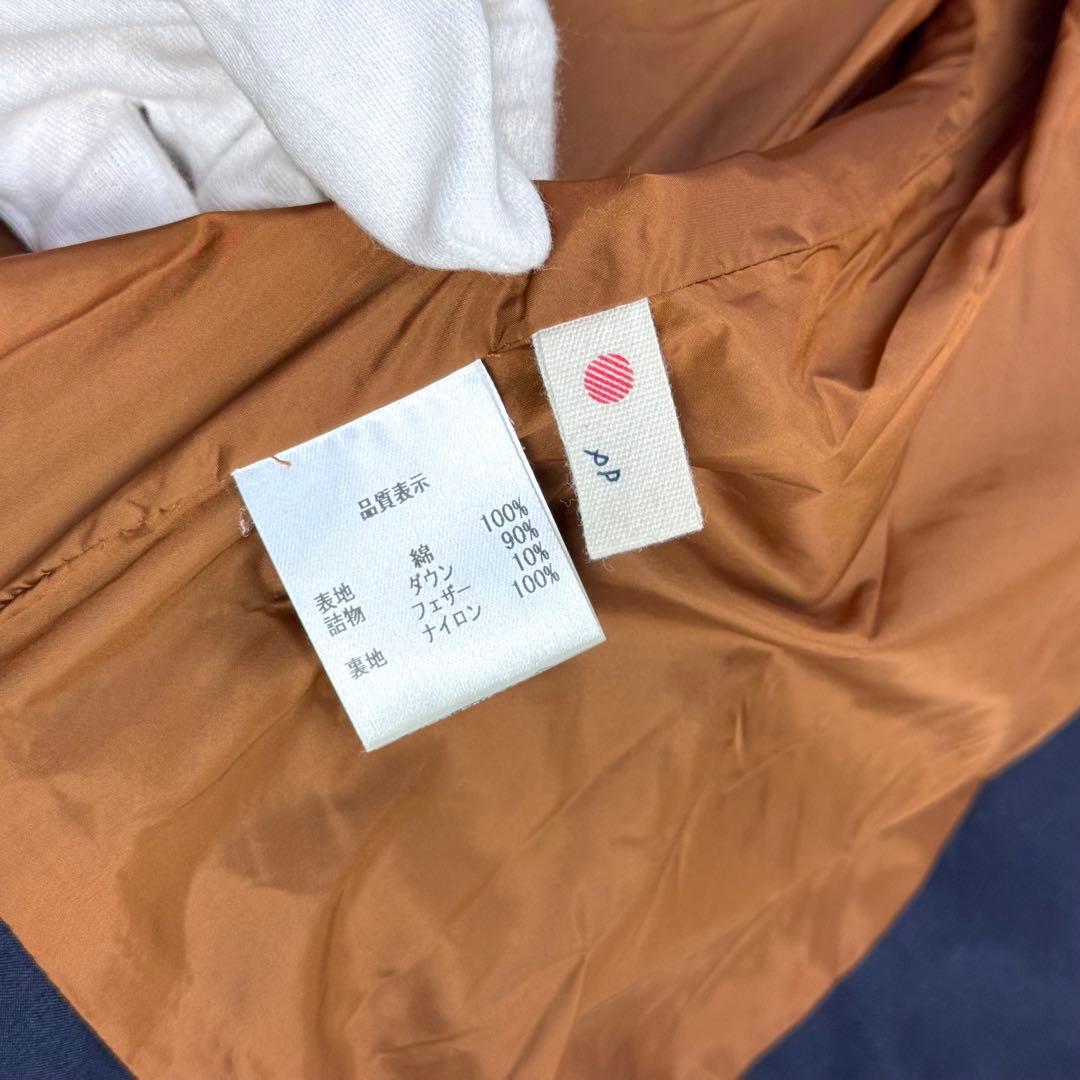 品質表示
表地 綿 100%
詰物 ダウン 90%
フェザー 10%
裏地 ナイロン 100%